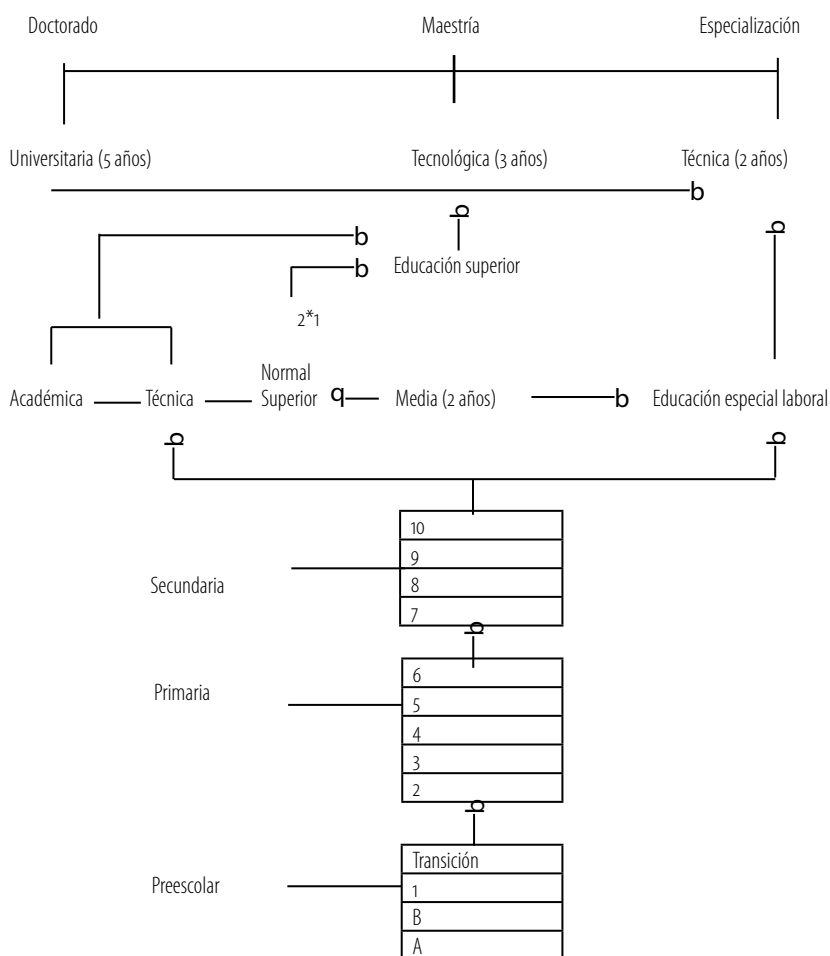 Doctorado Maestría Especialización
Universitaria (5 años) Tecnológica (3 años) Técnica (2 años)
b
b
b
b
b Educación superior
b
2*1
Académica Técnica Normal
Superior q Media (2 años) b Educación especial laboral
b b
10
9
Secundaria
8
7
b
6
Primaria
5
4
3
2
b
Transición
Preescolar
1
B
A